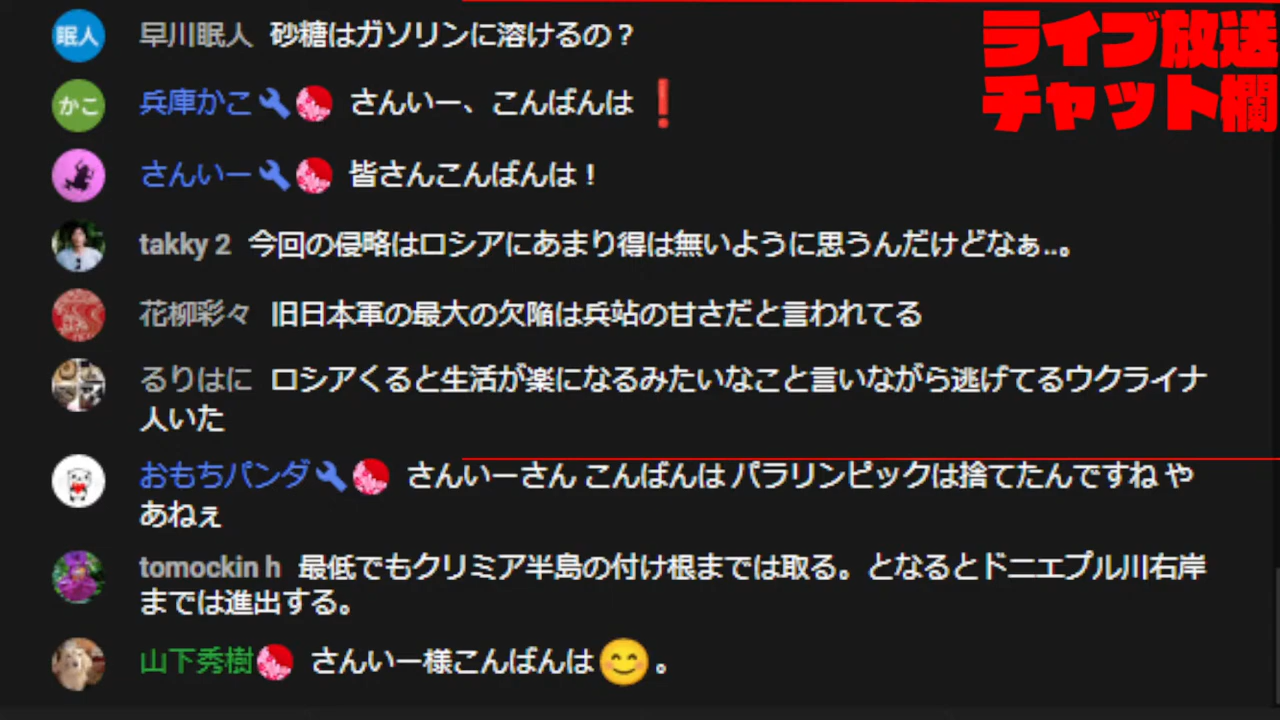 ライブ放送
チャット欄
眠人 早川眠人 砂糖はガソリンに溶けるの？
かこ 兵庫かこ さんいー、こんばんは❗
さんいー 皆さんこんばんは！
takky 2 今回の侵略はロシアにあまり得は無いように思うんだけどなぁ..。
花柳彩々 旧日本軍の最大の欠陥は兵站の甘さだと言われてる
るりはに ロシアくると生活が楽になるみたいなこと言いながら逃げてるウクライナ
人いた
おもちパンダ さんいーさん こんばんは パラリンピックは捨てたんですね や
あねぇ
tomockin h 最低でもクリミア半島の付け根までは取る。となるとドニエプル川右岸
までは進出する。
山下秀樹 さんいー様こんばんは😊。